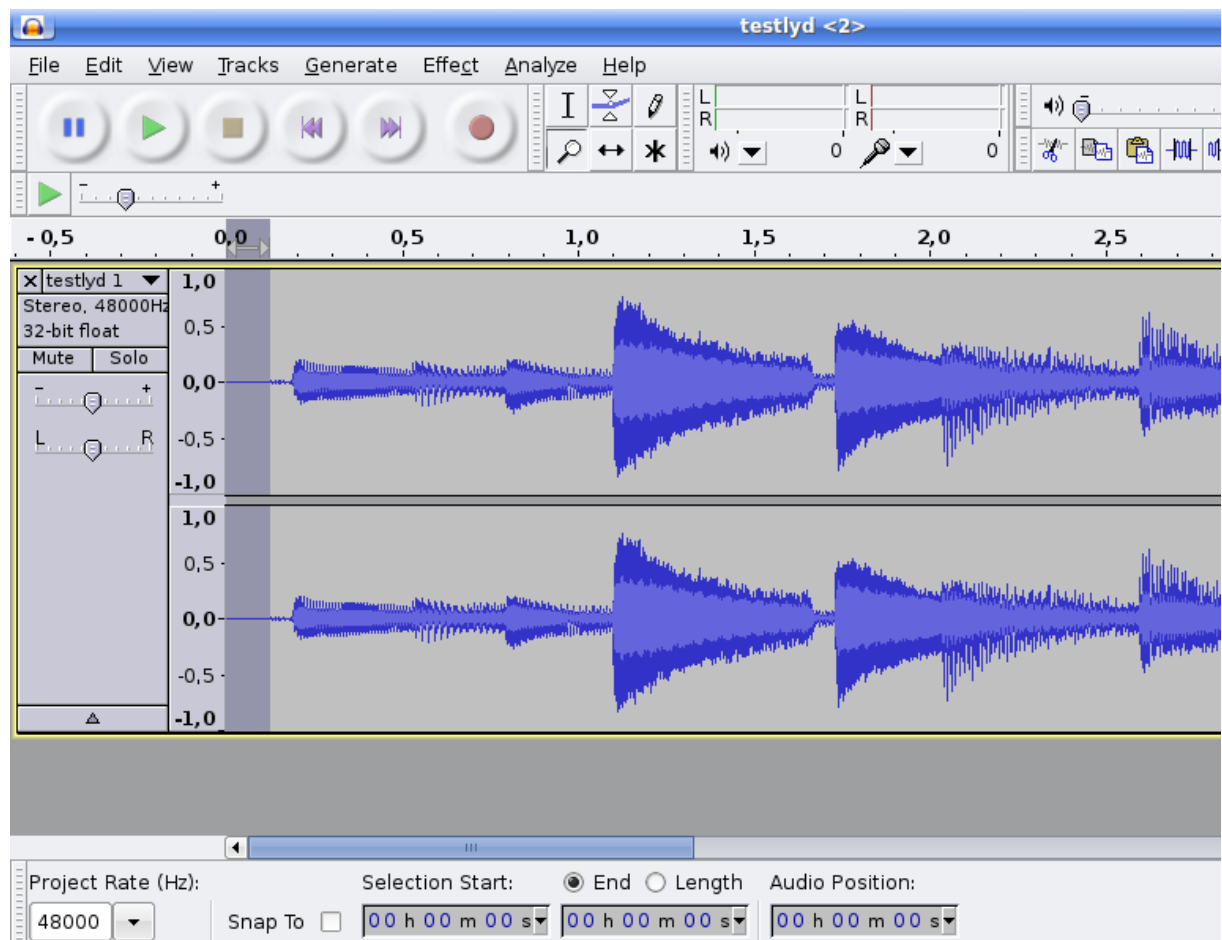 testlyd <2>
File Edit View Tracks Generate Effect Analyze Help
L
R
L
R
0
0
- +
- 0,5 0,0 0,5 1,0 1,5 2,0 2,5
testlyd 1
Stereo, 48000Hz
32-bit float
Mute Solo
- +
L R
1,0
0,5
0,0
-0,5
-1,0
1,0
0,5
0,0
-0,5
-1,0
Project Rate (Hz): Selection Start: End Length Audio Position:
48000 Snap To 00 h 00 m 00 s 00 h 00 m 00 s 00 h 00 m 00 s